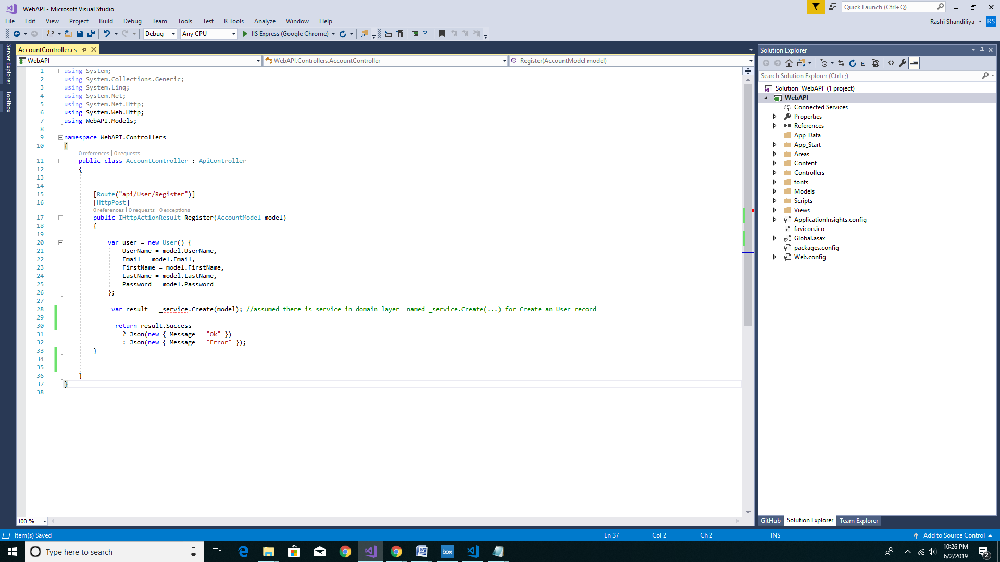 WebAPI - Microsoft Visual Studio
Quick Launch (Ctrl+Q)
File Edit View Project Build Debug Team Tools Test R Tools Analyze Window Help
Rashi Shandiliya RS
Debug Any CPU IIS Express (Google Chrome)
Server Explorer
Toolbox
AccountController.cs
WebAPI WebAPI.Controllers.AccountController Register(AccountModel model)
1 using System;
2 using System.Collections.Generic;
3 using System.Linq;
4 using System.Net;
5 using System.Net.Http;
6 using System.Web.Http;
7 using WebAPI.Models;
8
9 namespace WebAPI.Controllers
10 {
0 references | 0 requests
11 public class AccountController : ApiController
12 {
13
14
15 [Route("api/User/Register")]
16 [HttpPost]
0 references | 0 requests | 0 exceptions
17 public IHttpActionResult Register(AccountModel model)
18 {
19
20 var user = new User() {
21 UserName = model.UserName,
22 Email = model.Email,
23 FirstName = model.FirstName,
24 LastName = model.LastName,
25 Password = model.Password
26 };
27
28 var result = _service.Create(model); //assumed there is service in domain layer  named _service.Create(...) for Create an User record
29
30 return result.Success
31 ? Json(new { Message = "Ok" })
32 : Json(new { Message = "Error" });
33 }
34
35
36 }
37 }
38
100 %
Solution Explorer
Search Solution Explorer (Ctrl+;)
Solution 'WebAPI' (1 project)
WebAPI
Connected Services
Properties
References
App_Data
App_Start
Areas
Content
Controllers
fonts
Models
Scripts
Views
ApplicationInsights.config
favicon.ico
Global.asax
packages.config
Web.config
GitHub Solution Explorer Team Explorer
Item(s) Saved Ln 37 Col 2 Ch 2 INS Add to Source Control
Type here to search
box
10:26 PM
6/2/2019
2